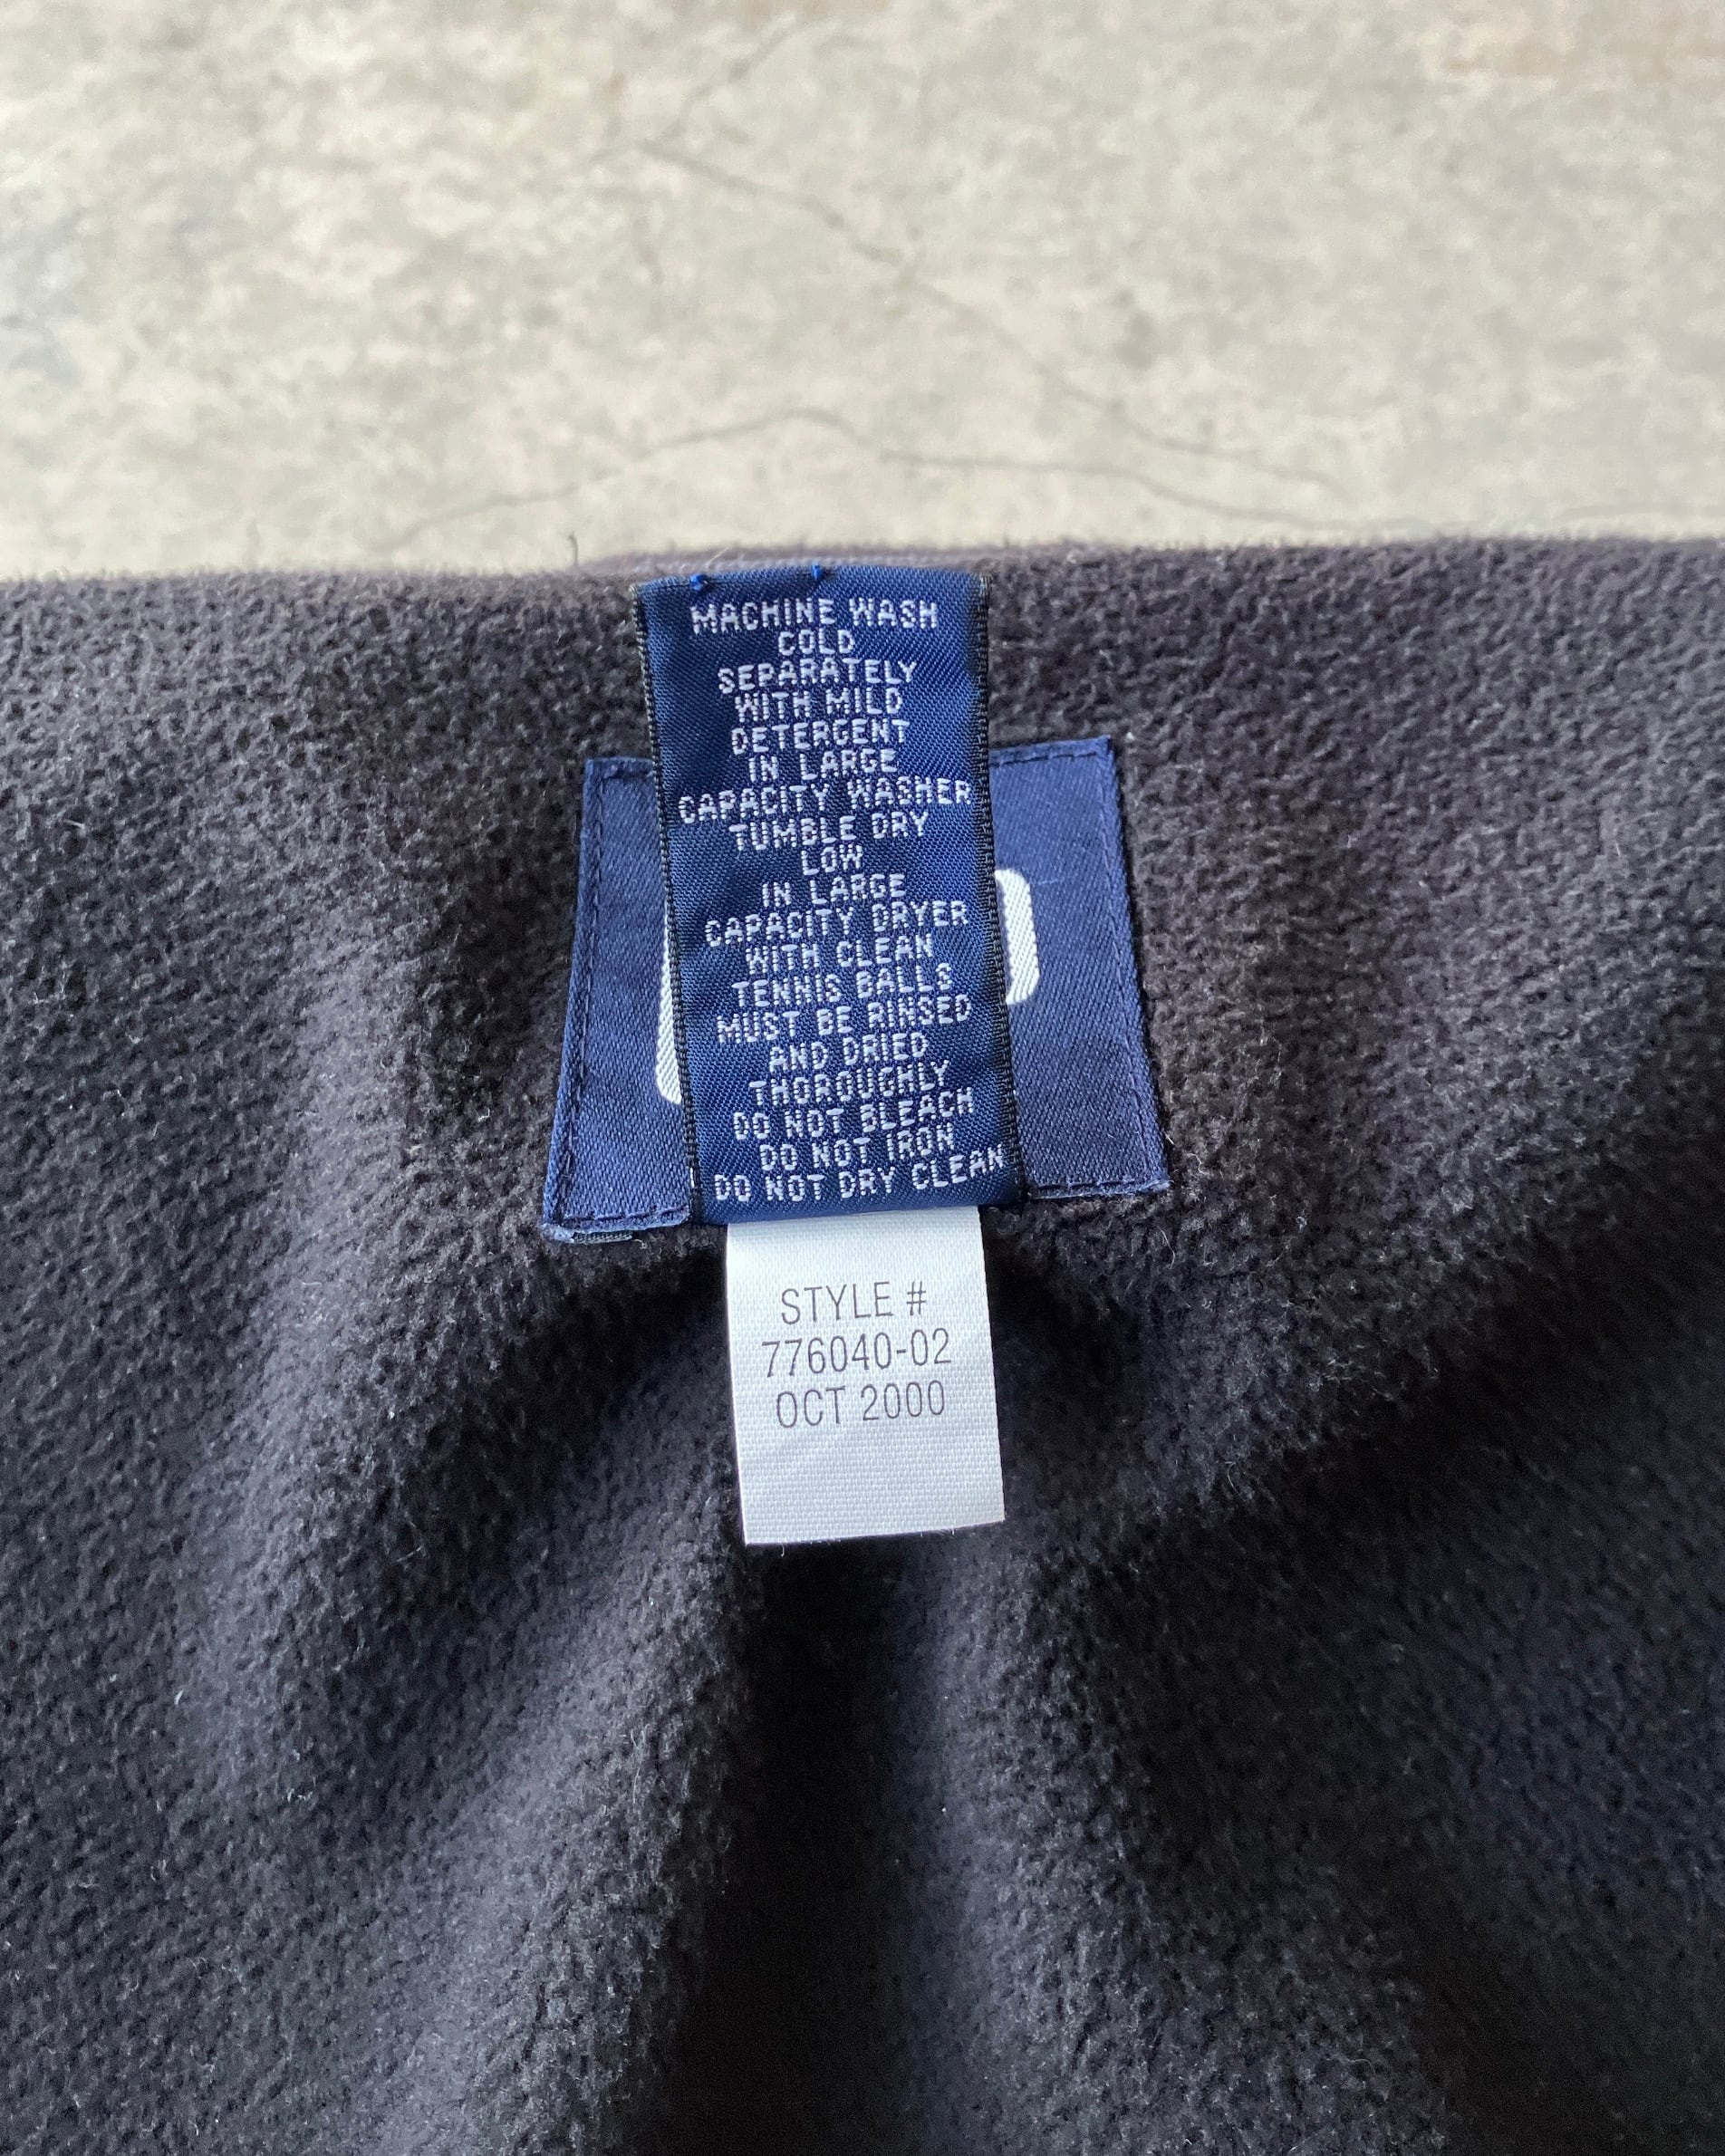 MACHINE WASH
COLD
SEPARATELY
WITH MILD
DETERGENT
IN LARGE
CAPACITY WASHER
TUMBLE DRY
LOW
IN LARGE
CAPACITY DRYER
WITH CLEAN
TENNIS BALLS
MUST BE RINSED
AND DRIED
THOROUGHLY
DO NOT BLEACH
DO NOT IRON
DO NOT DRY CLEAN
STYLE #
776040-02
OCT 2000